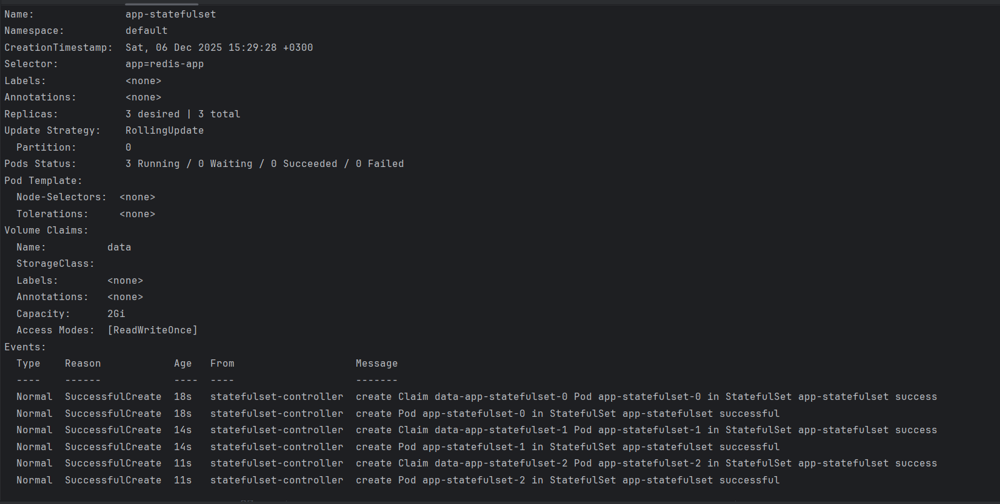 Name:               app-statefulset
Namespace:          default
CreationTimestamp:  Sat, 06 Dec 2025 15:29:28 +0300
Selector:           app=redis-app
Labels:             <none>
Annotations:        <none>
Replicas:           3 desired | 3 total
Update Strategy:    RollingUpdate
  Partition:        0
Pods Status:        3 Running / 0 Waiting / 0 Succeeded / 0 Failed
Pod Template:
  Node-Selectors:  <none>
  Tolerations:     <none>
Volume Claims:
  Name:          data
  StorageClass:
  Labels:        <none>
  Annotations:   <none>
  Capacity:      2Gi
  Access Modes:  [ReadWriteOnce]
Events:
  Type    Reason            Age   From                    Message
  ----    ------            ----  ----                    -------
  Normal  SuccessfulCreate  18s   statefulset-controller  create Claim data-app-statefulset-0 Pod app-statefulset-0 in StatefulSet app-statefulset success
  Normal  SuccessfulCreate  18s   statefulset-controller  create Pod app-statefulset-0 in StatefulSet app-statefulset successful
  Normal  SuccessfulCreate  14s   statefulset-controller  create Claim data-app-statefulset-1 Pod app-statefulset-1 in StatefulSet app-statefulset success
  Normal  SuccessfulCreate  14s   statefulset-controller  create Pod app-statefulset-1 in StatefulSet app-statefulset successful
  Normal  SuccessfulCreate  11s   statefulset-controller  create Claim data-app-statefulset-2 Pod app-statefulset-2 in StatefulSet app-statefulset success
  Normal  SuccessfulCreate  11s   statefulset-controller  create Pod app-statefulset-2 in StatefulSet app-statefulset successful